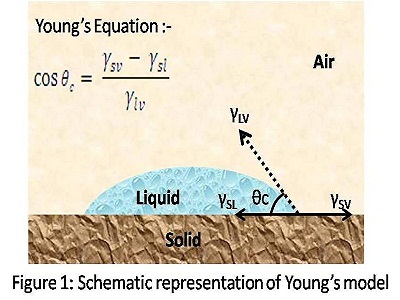 Young's Equation :-
cos θc = (γsv − γsl) / γlv
Air
γLV
Liquid
γSL
θc
γSV
Solid
Figure 1: Schematic representation of Young's model